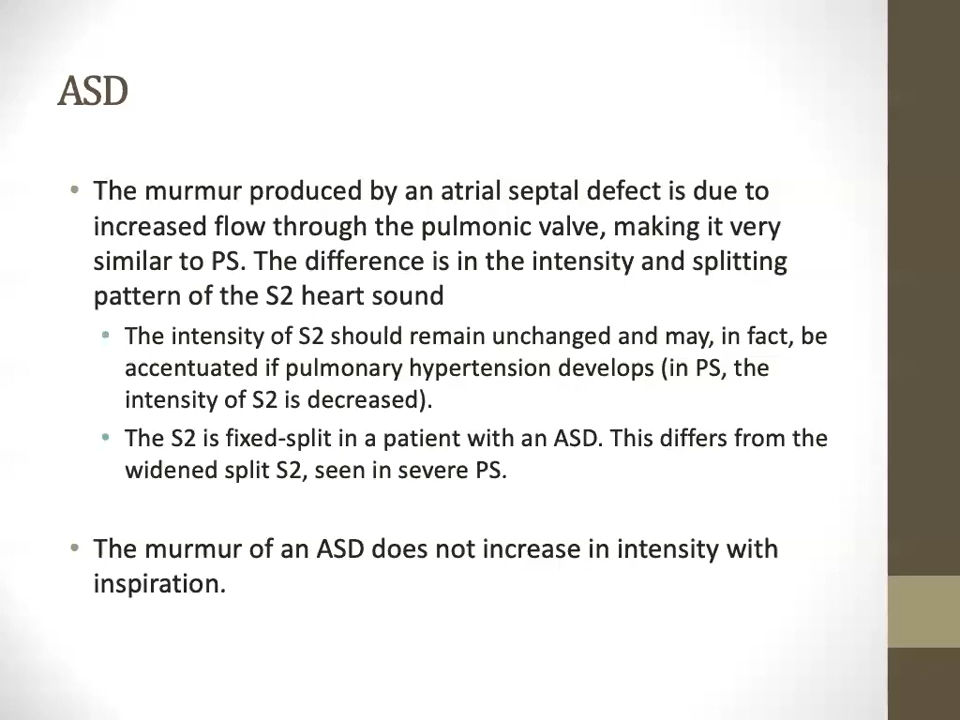 ASD
• The murmur produced by an atrial septal defect is due to
increased flow through the pulmonic valve, making it very
similar to PS. The difference is in the intensity and splitting
pattern of the S2 heart sound
• The intensity of S2 should remain unchanged and may, in fact, be
accentuated if pulmonary hypertension develops (in PS, the
intensity of S2 is decreased).
• The S2 is fixed-split in a patient with an ASD. This differs from the
widened split S2, seen in severe PS.
• The murmur of an ASD does not increase in intensity with
inspiration.